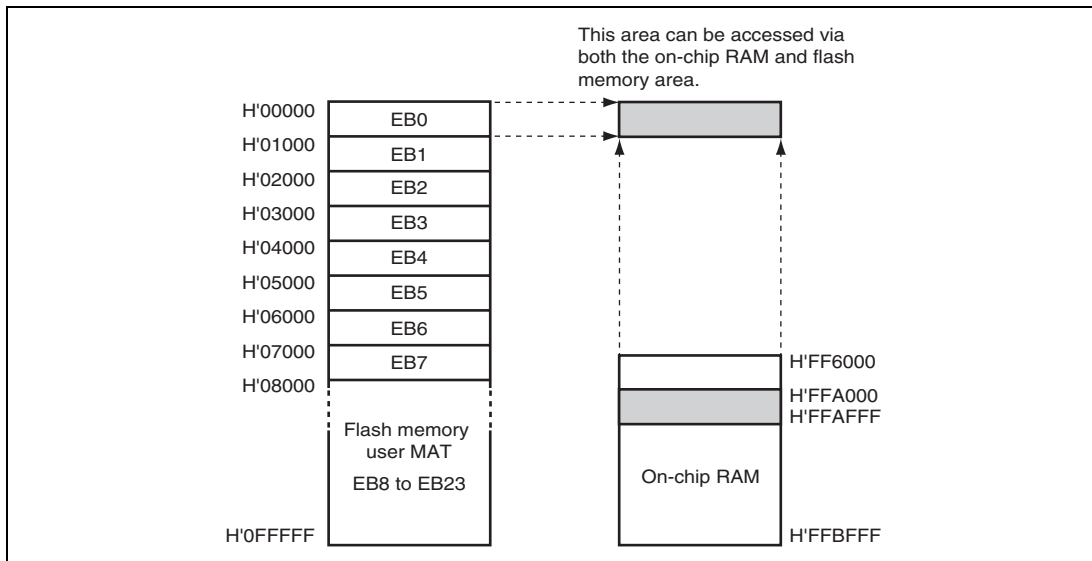 This area can be accessed via
both the on-chip RAM and flash
memory area.
H'00000
EB0
H'01000
EB1
H'02000
EB2
H'03000
EB3
H'04000
EB4
H'05000
EB5
H'06000
EB6
H'07000
EB7
H'08000
Flash memory
user MAT
EB8 to EB23
H'0FFFFF
H'FF6000
H'FFA000
H'FFAFFF
On-chip RAM
H'FFBFFF